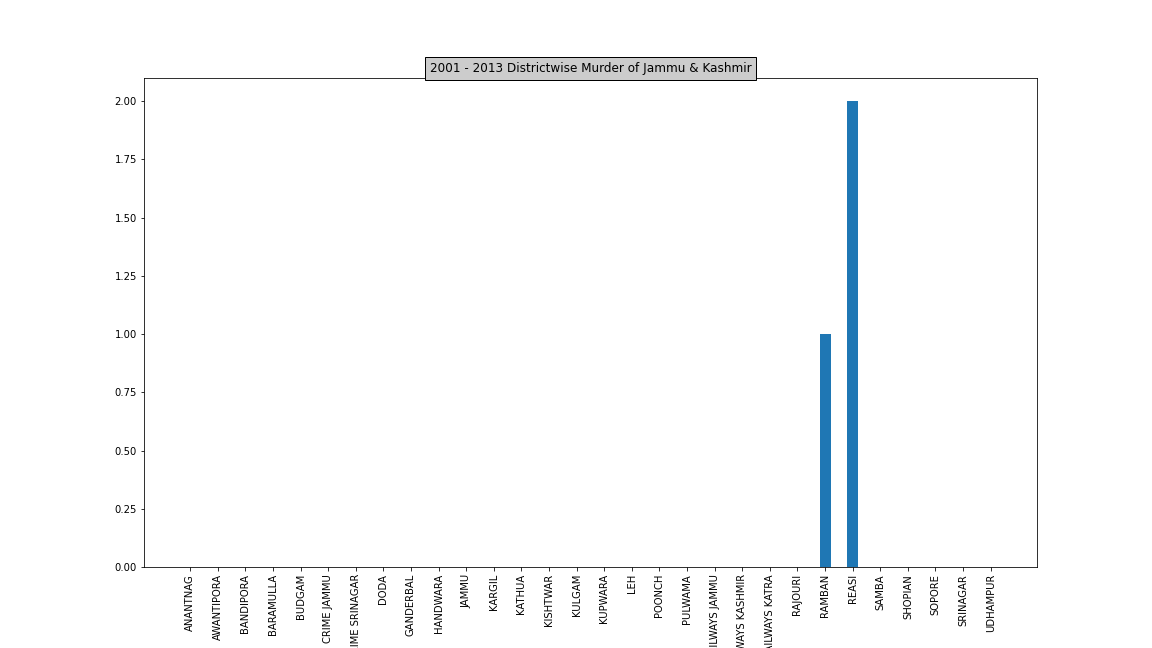 2001 - 2013 Districtwise Murder of Jammu & Kashmir
2.00
1.75
1.50
1.25
1.00
0.75
0.50
0.25
0.00
ANANTNAG
AWANTIPORA
BANDIPORA
BARAMULLA
BUDGAM
CRIME JAMMU
IME SRINAGAR
DODA
GANDERBAL
HANDWARA
JAMMU
KARGIL
KATHUA
KISHTWAR
KULGAM
KUPWARA
LEH
POONCH
PULWAMA
ILWAYS JAMMU
WAYS KASHMIR
AILWAYS KATRA
RAJOURI
RAMBAN
REASI
SAMBA
SHOPIAN
SOPORE
SRINAGAR
UDHAMPUR